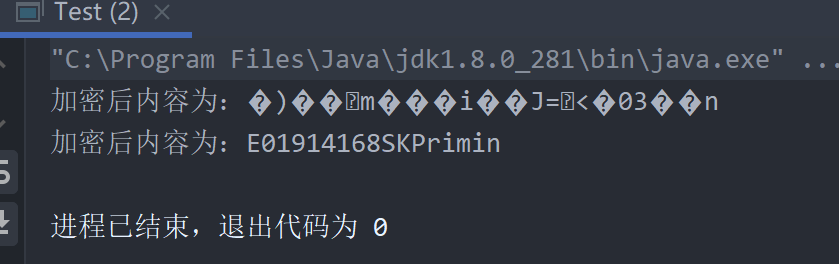 Test (2)
"C:\Program Files\Java\jdk1.8.0_281\bin\java.exe" ...
加密后内容为：�)��m���i��J=<�03��n
加密后内容为：E01914168SKPrimin
进程已结束，退出代码为 0